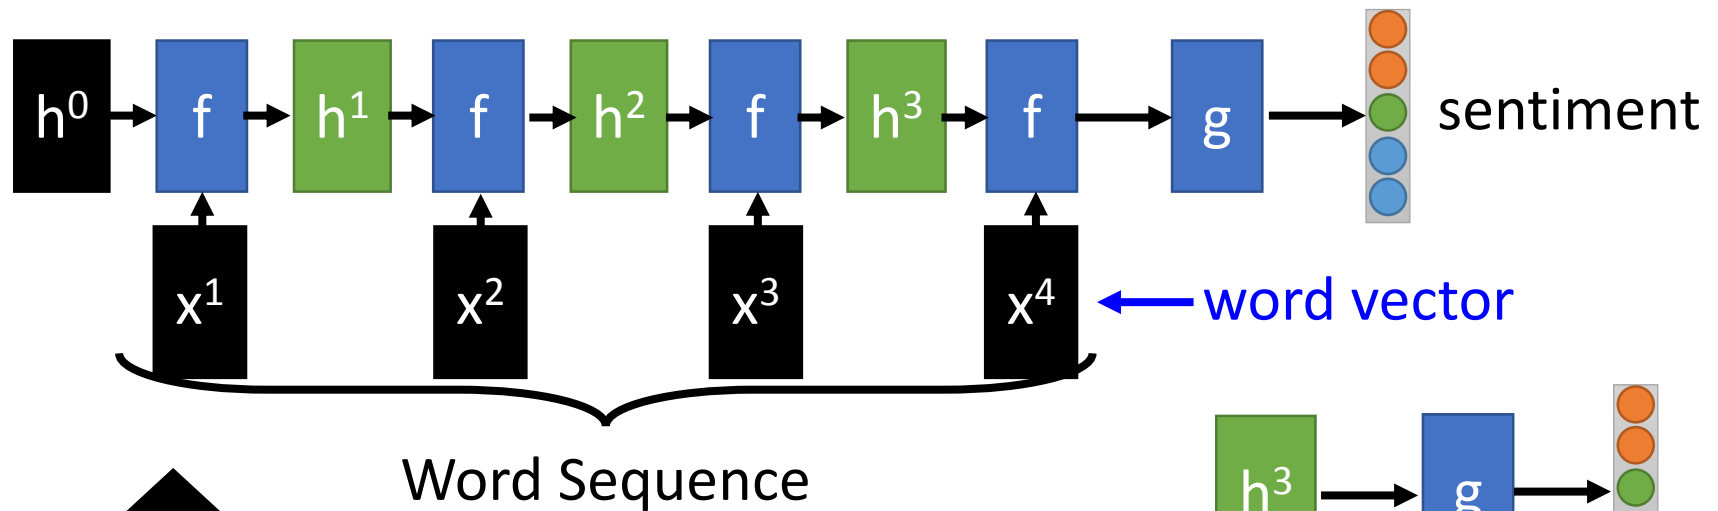 h⁰ f h¹ f h² f h³ f g sentiment
x¹ x² x³ x⁴ word vector
Word Sequence
h³ g